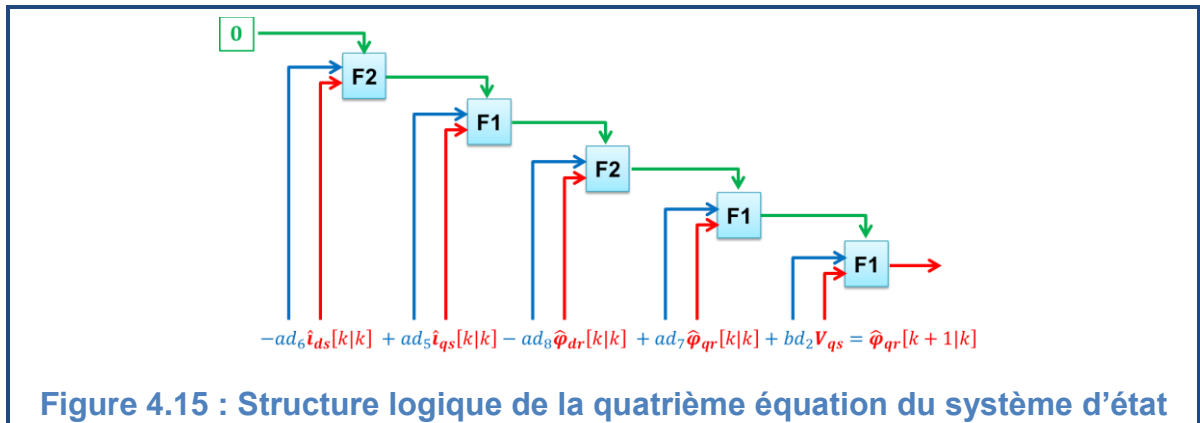 0
F2
F1
F2
F1
F1
−ad₆î_ds[k|k] + ad₅î_qs[k|k] − ad₈φ̂_dr[k|k] + ad₇φ̂_qr[k|k] + bd₂V_qs = φ̂_qr[k + 1|k]
Figure 4.15 : Structure logique de la quatrième équation du système d’état